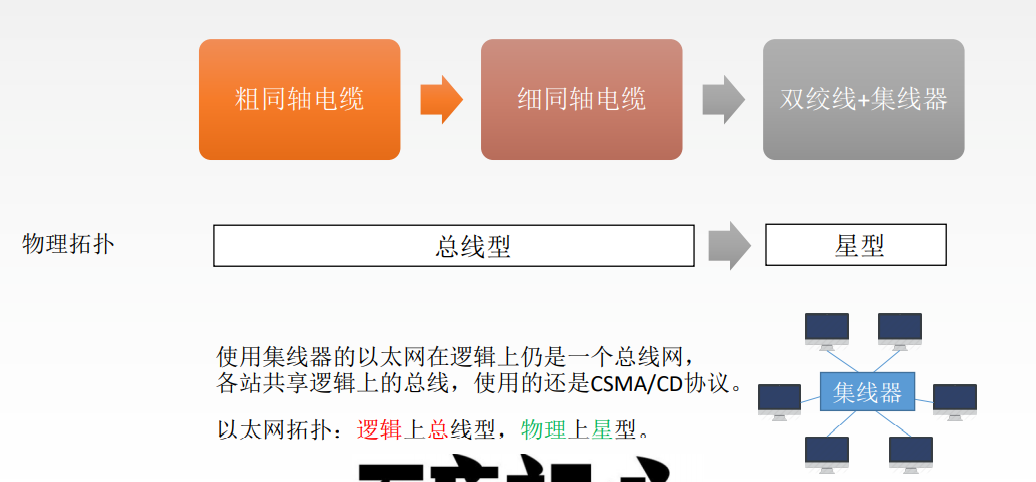 粗同轴电缆
细同轴电缆
双绞线+集线器
物理拓扑
总线型
星型
使用集线器的以太网在逻辑上仍是一个总线网，
各站共享逻辑上的总线，使用的还是CSMA/CD协议。
集线器
以太网拓扑：逻辑上总线型，物理上星型。